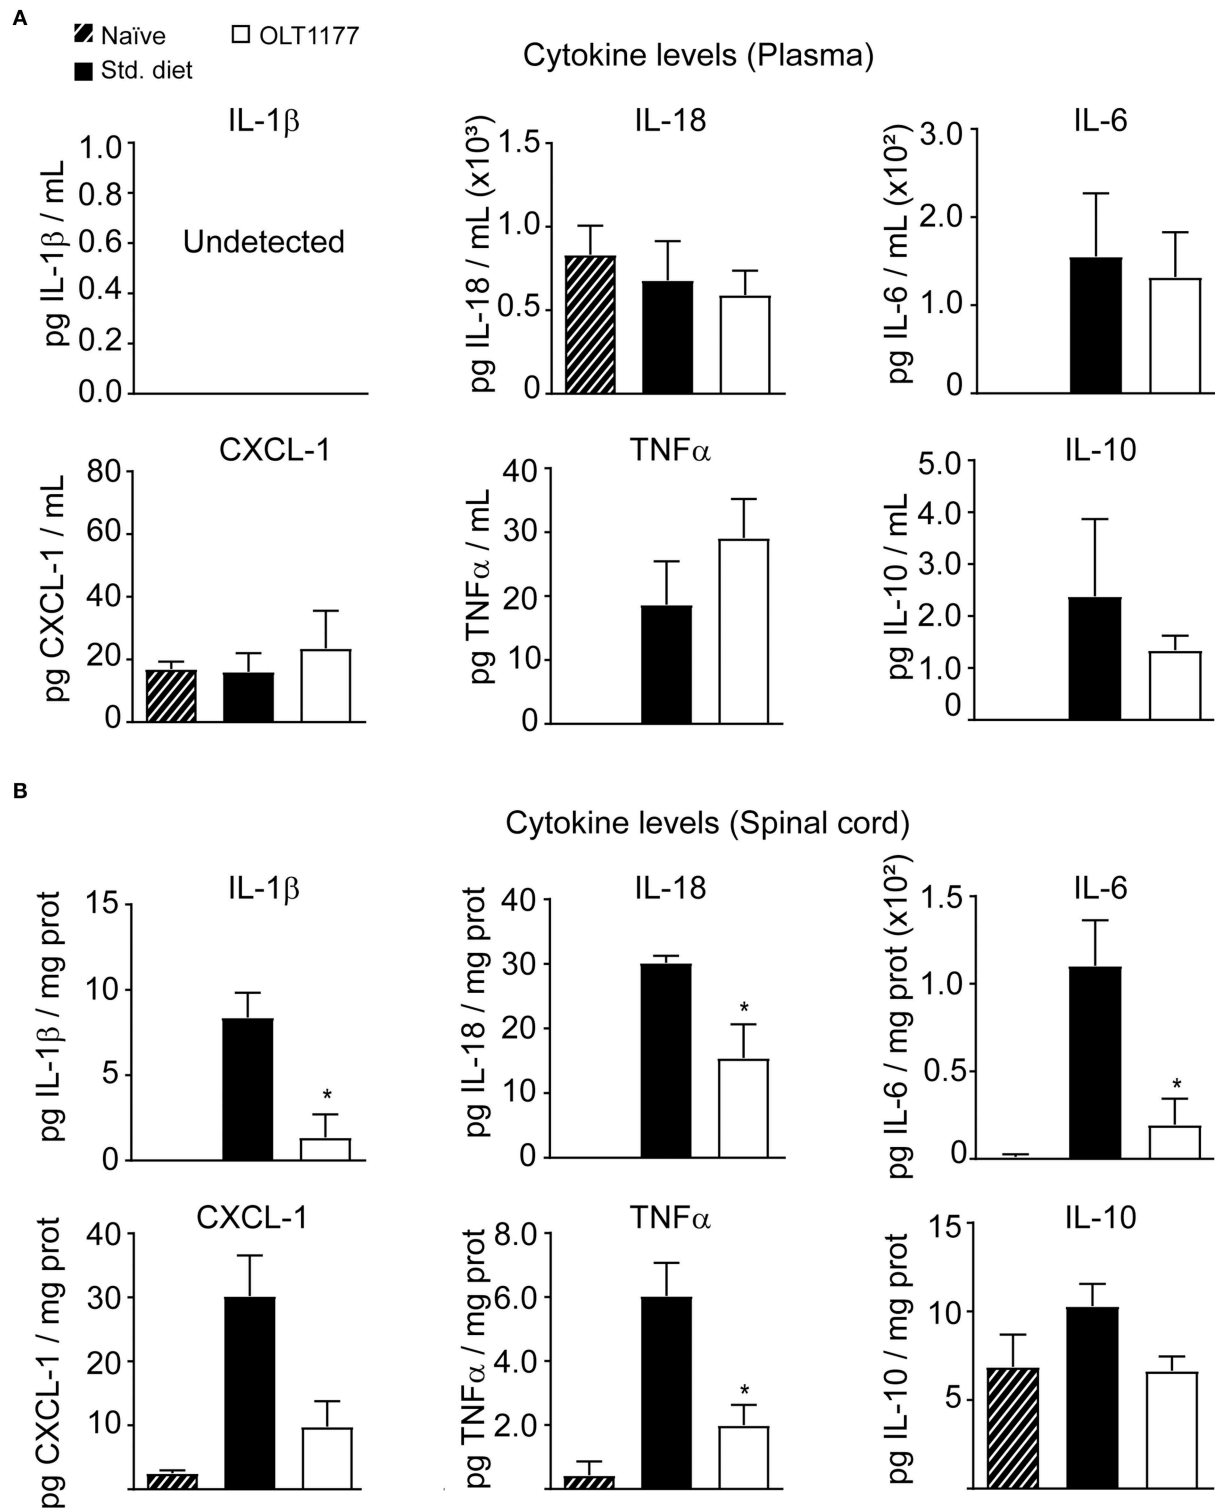 A
Naïve
OLT1177
Std. diet
Cytokine levels (Plasma)
IL-1β
pg IL-1β / mL
1.0
0.8
0.6
0.4
0.2
0.0
Undetected
IL-18
pg IL-18 / mL (x10³)
1.5
1.0
0.5
0
IL-6
pg IL-6 / mL (x10²)
3.0
2.0
1.0
0
CXCL-1
pg CXCL-1 / mL
80
60
40
20
0
TNFα
pg TNFα / mL
40
30
20
10
0
IL-10
pg IL-10 / mL
5.0
4.0
3.0
2.0
1.0
0
B
Cytokine levels (Spinal cord)
IL-1β
pg IL-1β / mg prot
15
10
5
0
*
IL-18
pg IL-18 / mg prot
40
30
20
10
0
*
IL-6
pg IL-6 / mg prot (x10²)
1.5
1.0
0.5
0
*
CXCL-1
pg CXCL-1 / mg prot
40
30
20
10
TNFα
pg TNFα / mg prot
8.0
6.0
4.0
2.0
*
IL-10
pg IL-10 / mg prot
15
10
5